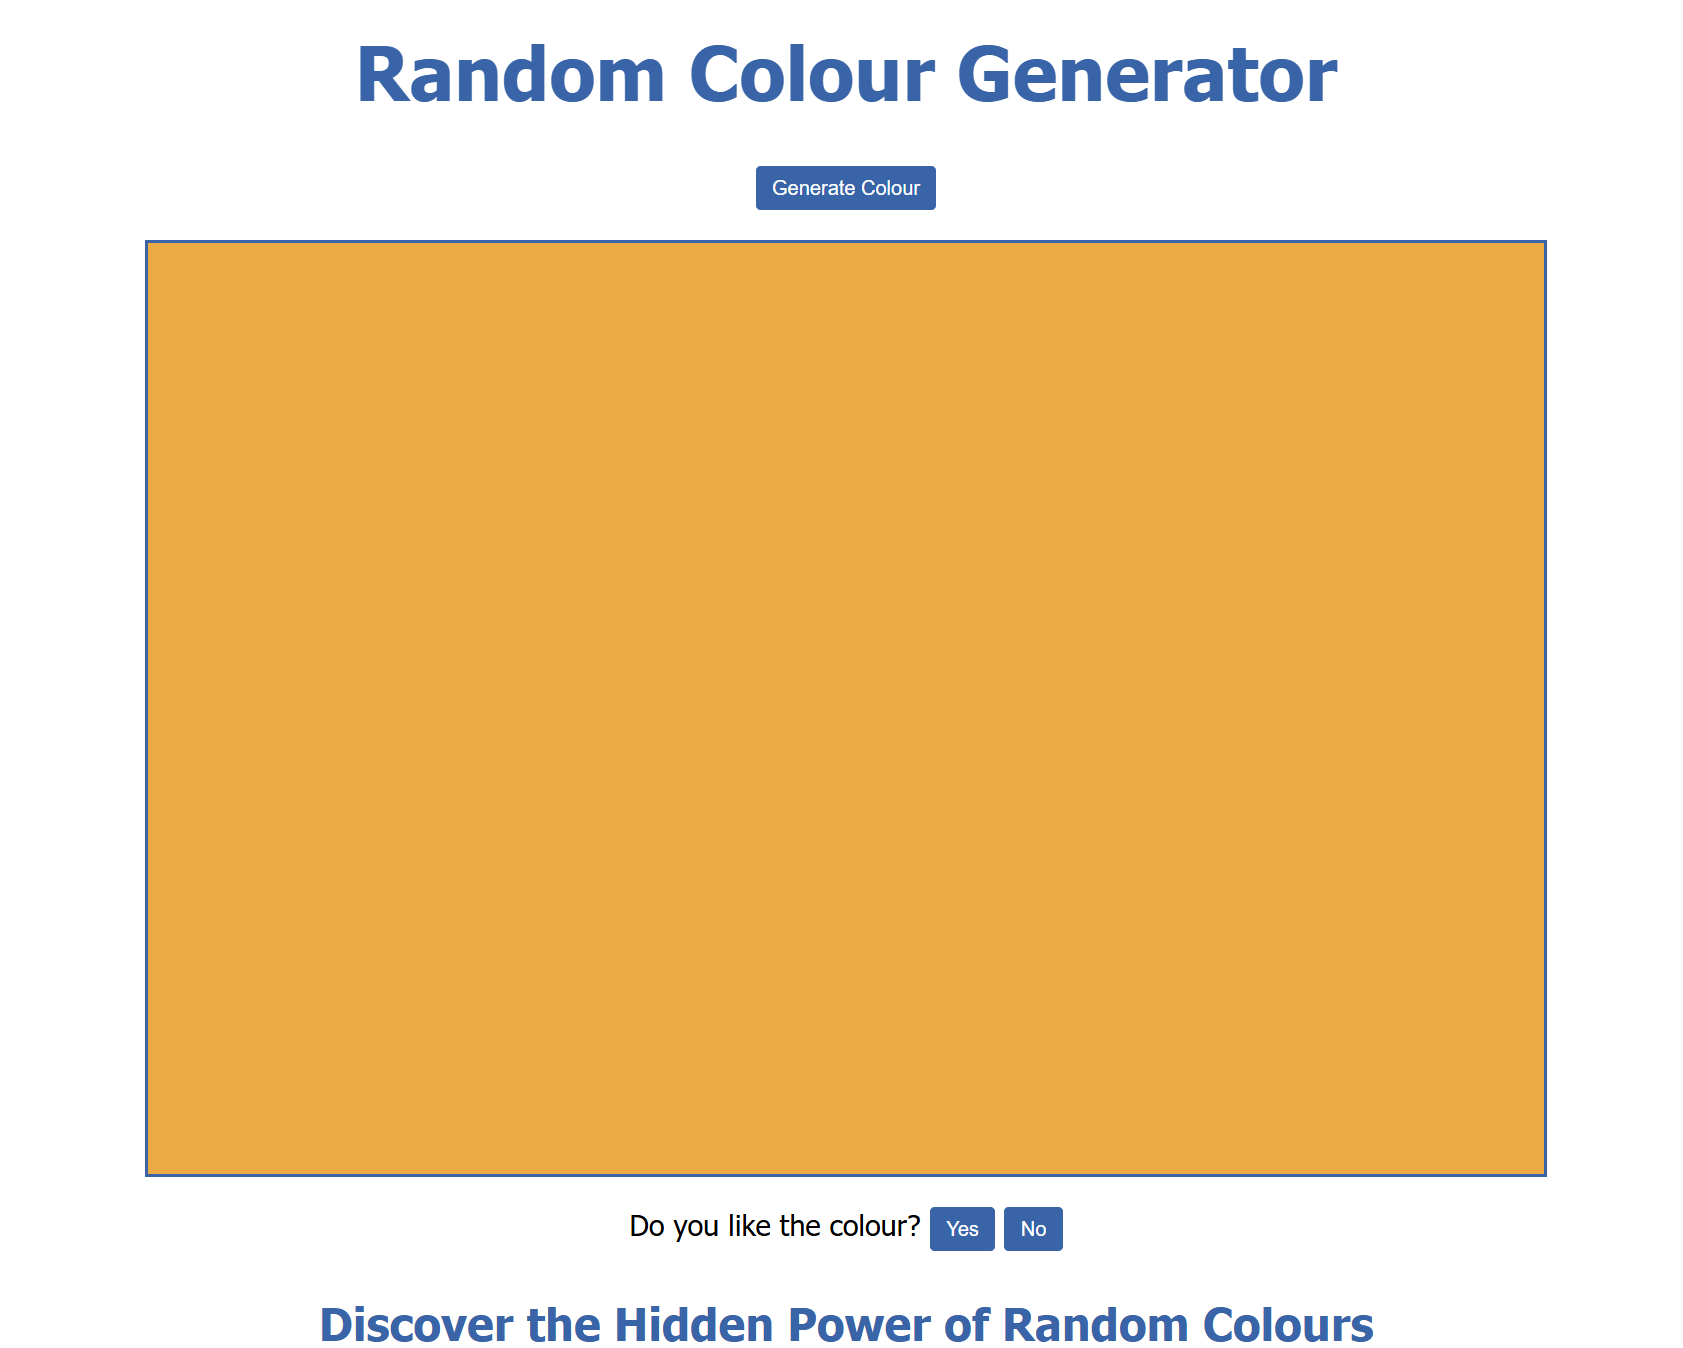 Random Colour Generator
Generate Colour
Do you like the colour? Yes No
Discover the Hidden Power of Random Colours